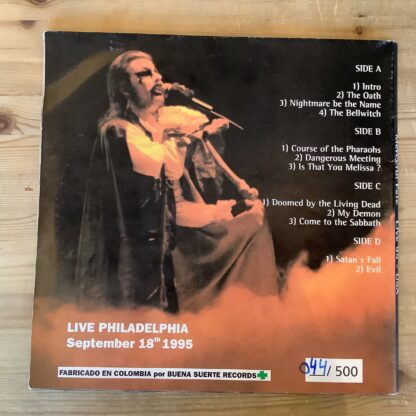 SIDE A
1) Intro
2) The Oath
3) Nightmare be the Name
4) The Bellwitch
SIDE B
1) Course of the Pharaohs
2) Dangerous Meeting
3) Is That You Melissa ?
SIDE C
1) Doomed by the Living Dead
2) My Demon
3) Come to the Sabbath
SIDE D
1) Satan´s Fall
2) Evil
LIVE PHILADELPHIA
September 18th 1995
FABRICADO EN COLOMBIA por BUENA SUERTE RECORDS
044/500